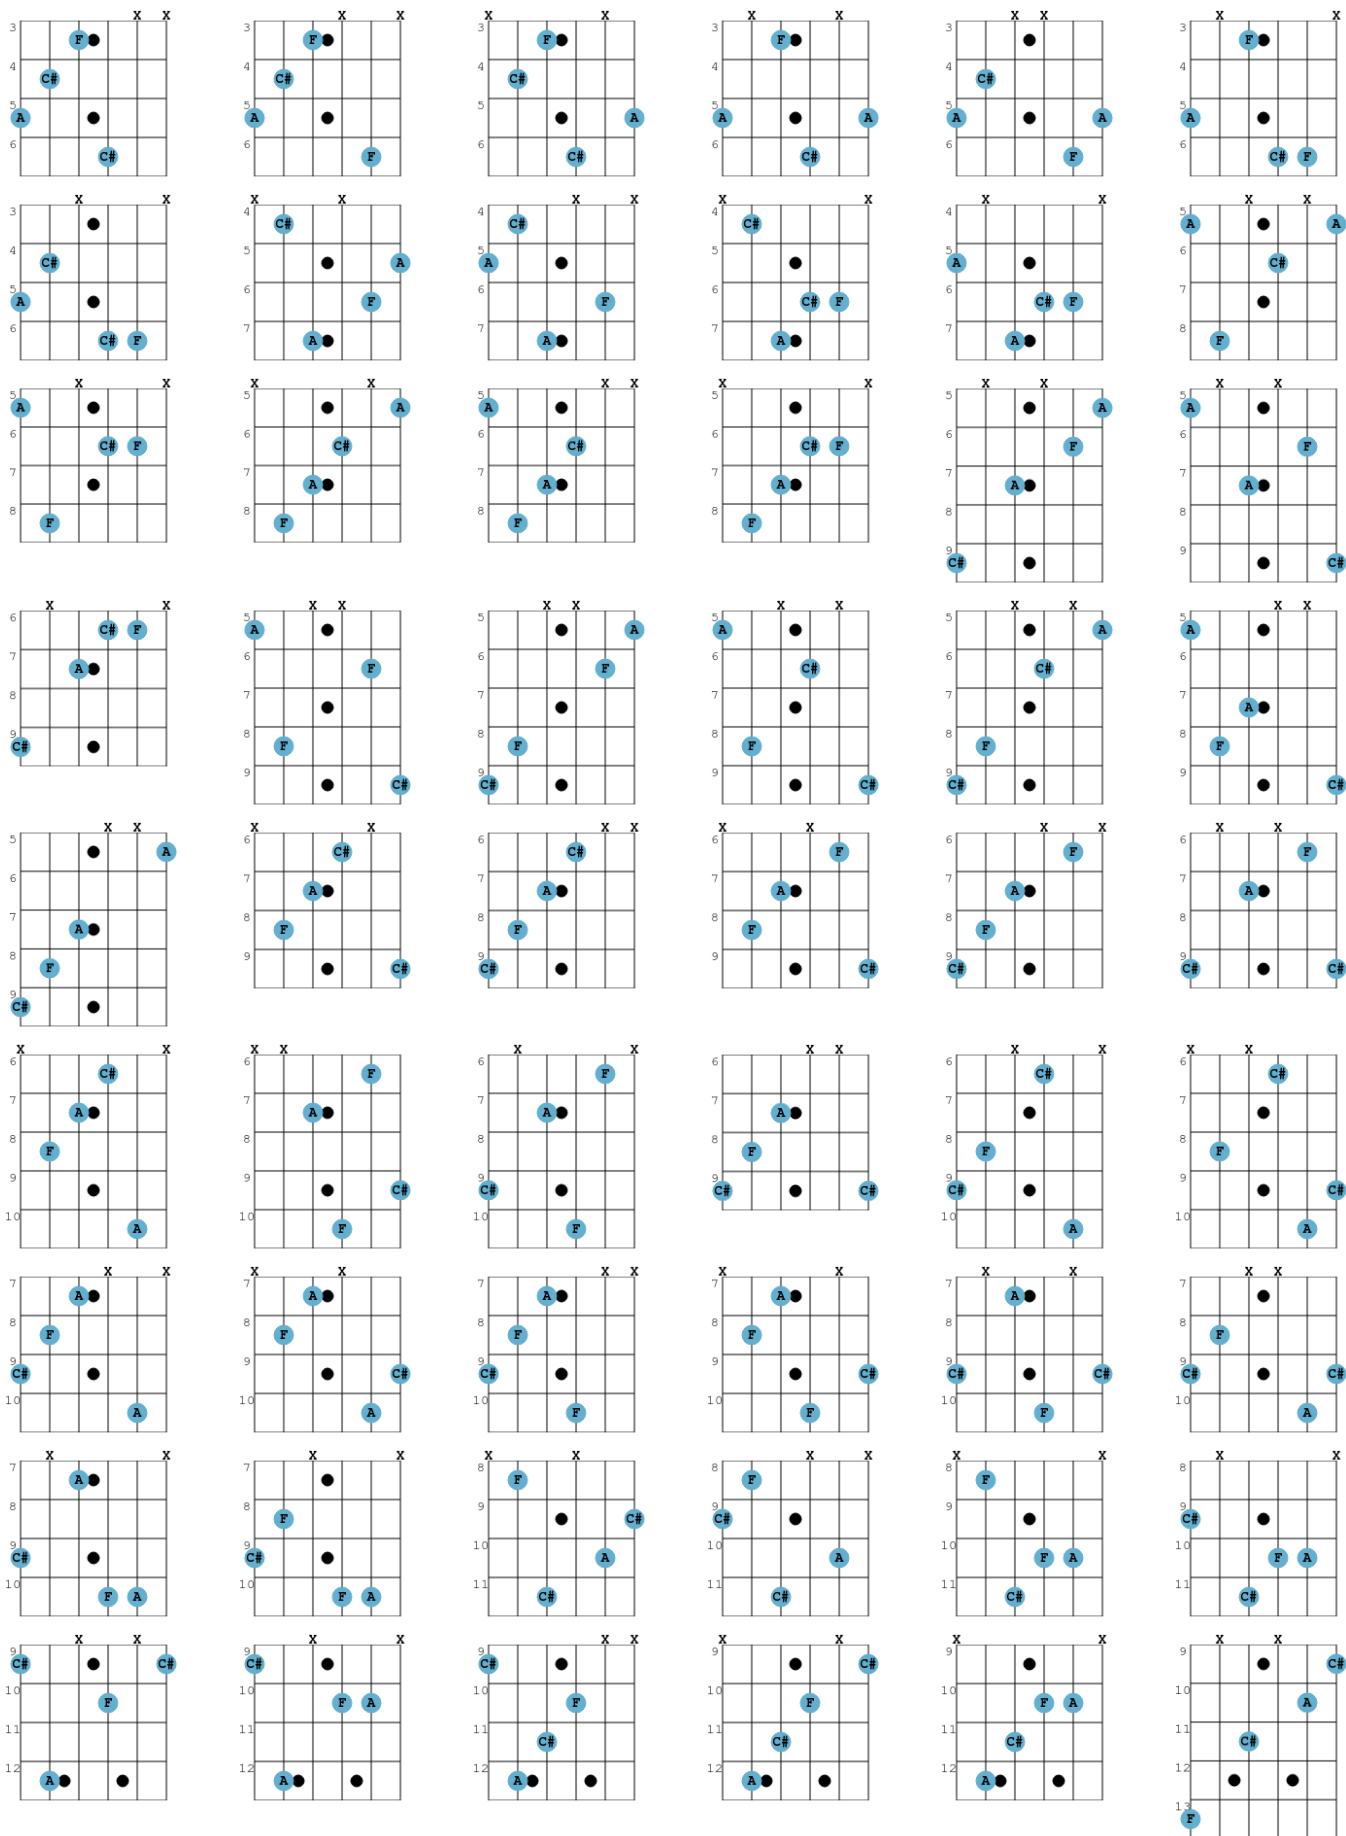 X X X X X X X X X X X X
3 F 3 F 3 F 3 F 3 3 F
4 C# 4 C# 4 C# 4 4 C# 4
5 A 5 A 5 A 5 A A 5 A A 5 A
6 C# 6 F 6 C# 6 C# 6 F 6 C# F
X X X X X X X X X X X X
3 4 C# 4 C# 4 C# 4 5 A A
4 C# 5 A 5 A 5 5 A 6 C#
5 A 6 F 6 F 6 C# F 6 C# F 7
6 C# F 7 A 7 A 7 A 7 A 8 F
X X X X X X X X X X X X
5 A 5 A 5 A 5 5 A 5 A
6 C# F 6 C# 6 C# 6 C# F 6 F 6 F
7 7 A 7 A 7 A 7 A 7 A
8 F 8 F 8 F 8 F 8 8
9 C# 9 C#
X X X X X X X X X X X X
6 C# F 5 A 5 A 5 A 5 A 5 A
7 A 6 F 6 F 6 C# 6 C# 6
8 7 7 7 7 7 A
9 C# 8 F 8 F 8 F 8 F 8 F
9 C# 9 C# 9 C# 9 C# 9 C#
X X X X X X X X X X X X
5 A 6 C# 6 C# 6 F 6 F 6 F
6 7 A 7 A 7 A 7 A 7 A
7 A 8 F 8 F 8 F 8 F 8
8 F 9 C# 9 C# 9 C# 9 C# 9 C# C#
9 C#
X X X X X X X X X X X X
6 C# 6 F 6 F 6 6 C# 6 C#
7 A 7 A 7 A 7 A 7 7
8 F 8 8 8 F 8 F 8 F
9 9 C# 9 C# 9 C# C# 9 C# 9 C#
10 A 10 F 10 F 10 A 10 A
X X X X X X X X X X X X
7 A 7 A 7 A 7 A 7 A 7
8 F 8 F 8 F 8 F 8 8 F
9 C# 9 C# 9 C# 9 C# 9 C# C# 9 C# C#
10 A 10 A 10 F 10 F 10 F 10 A
X X X X X X X X X X X X
7 A 7 8 F 8 F 8 F 8
8 8 F 9 C# 9 C# 9 9 C#
9 C# 9 C# 10 A 10 A 10 F A 10 F A
10 F A 10 F A 11 C# 11 C# 11 C# 11 C#
X X X X X X X X X X X X
9 C# C# 9 C# 9 C# 9 C# 9 9 C#
10 F 10 F A 10 F 10 F 10 F A 10 A
11 11 11 C# 11 C# 11 C# 11 C#
12 A 12 A 12 A 12 A 12 A 12
13 F